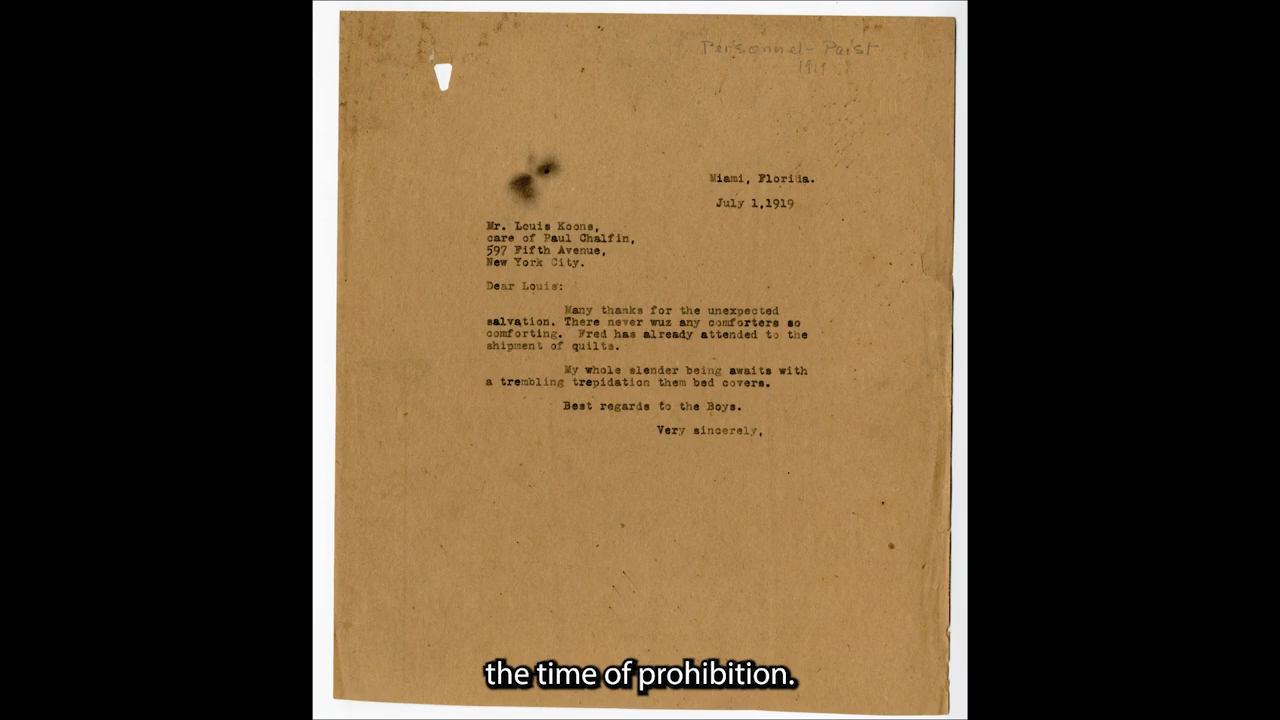 Personnel - Paist
1919
Miami, Florida.
July 1,1919
Mr. Louis Koons,
care of Paul Chalfin,
597 Fifth Avenue,
New York City.
Dear Louis:
Many thanks for the unexpected
salvation. There never wuz any comforters so
comforting. Fred has already attended to the
shipment of quilts.
My whole slender being awaits with
a trembling trepidation them bed covers.
Best regards to the Boys.
Very sincerely,
the time of prohibition.